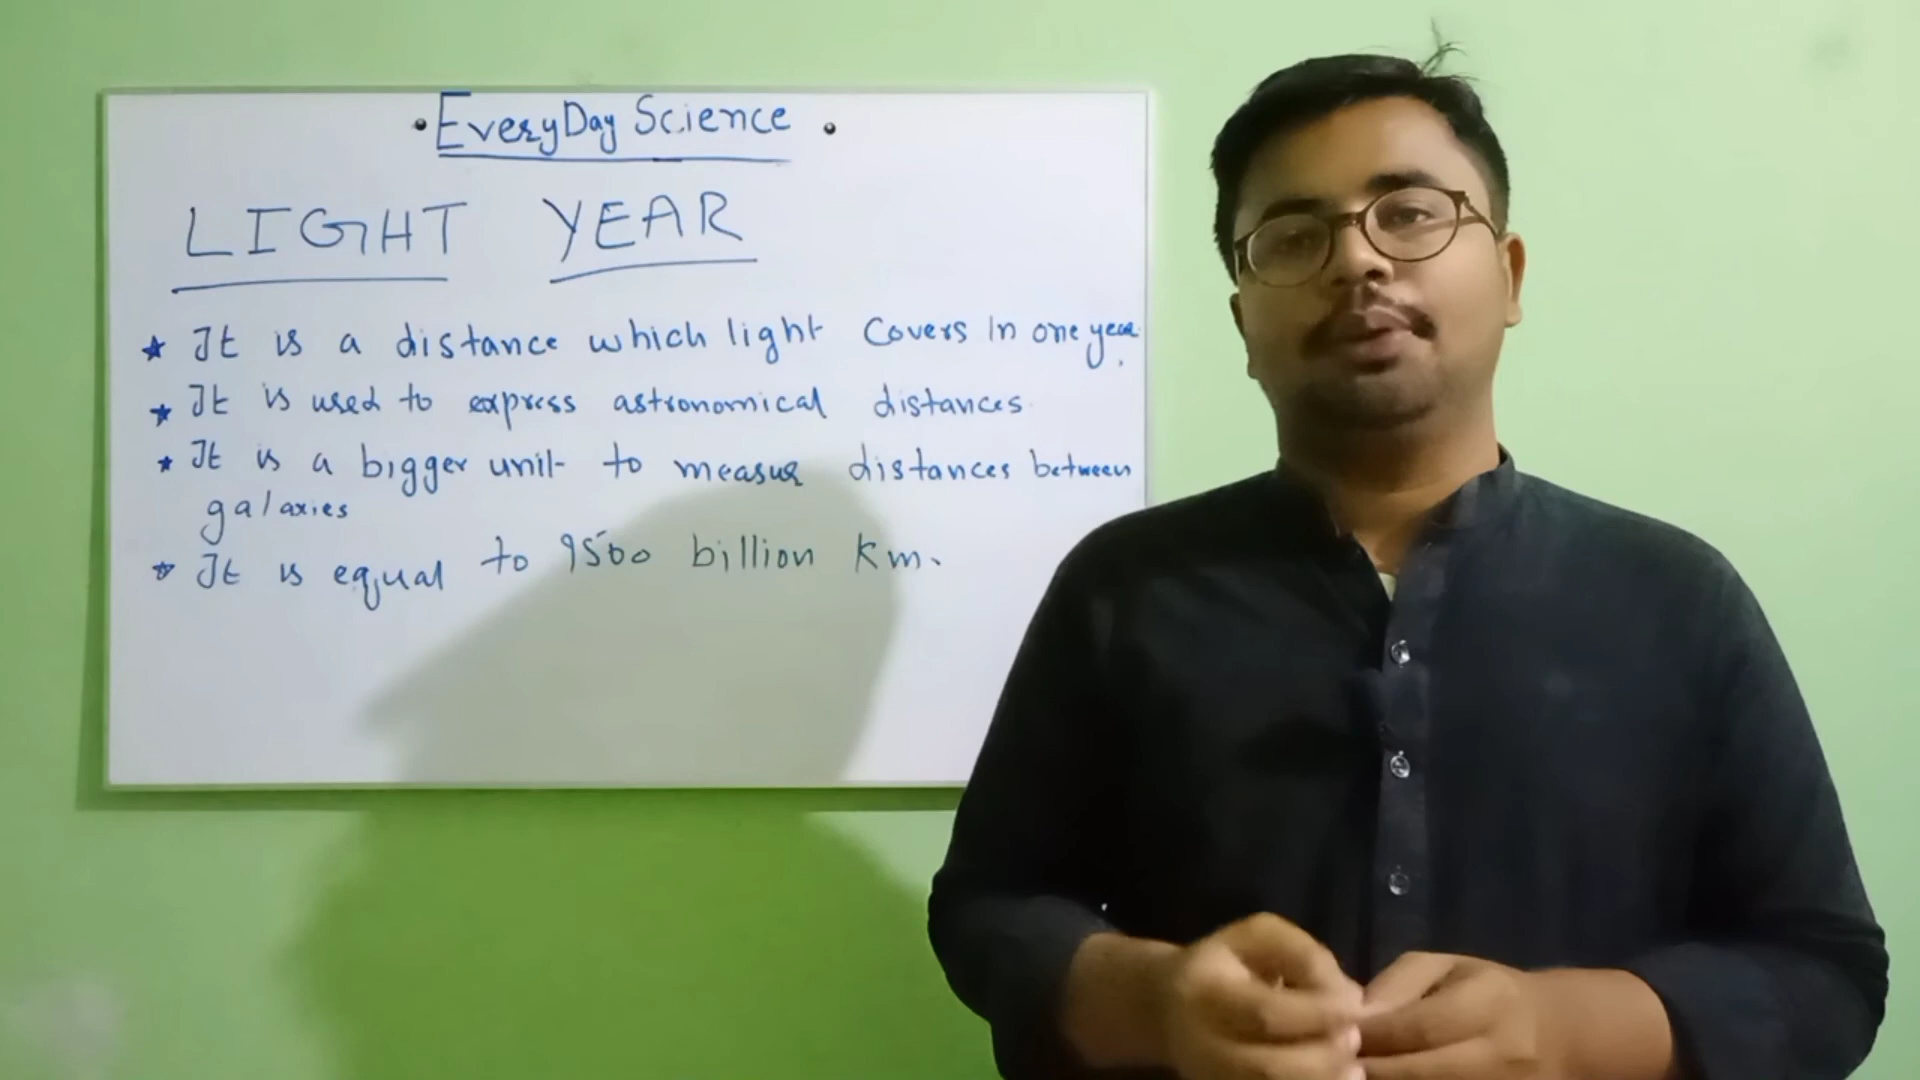 EveryDay Science
LIGHT YEAR
It is a distance which light covers in one year.
It is used to express astronomical distances.
It is a bigger unit to measur distances between
galaxies
It is equal to 9500 billion km.